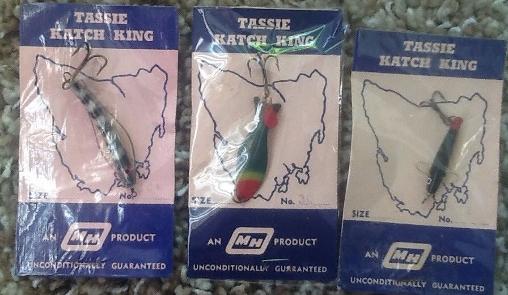 TASSIE
KATCH KING
SIZE No.
AN MH PRODUCT
UNCONDITIONALLY GUARANTEED
TASSIE
KATCH KING
SIZE No.
AN MH PRODUCT
UNCONDITIONALLY GUARANTEED
TASSIE
KATCH KING
SIZE No.
AN MH PRODUCT
UNCONDITIONALLY GUARANTEED